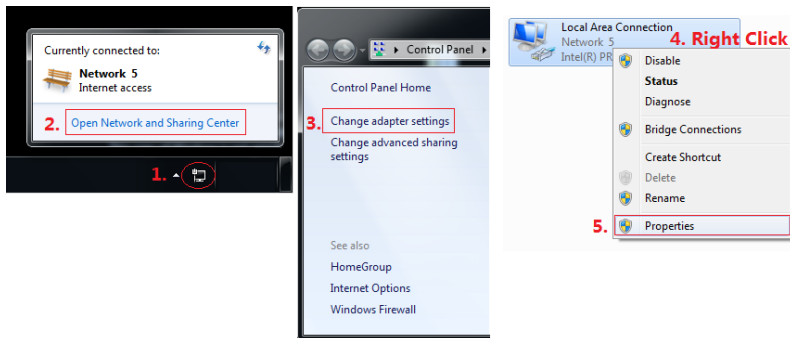 Currently connected to:
Network 5
Internet access
2. Open Network and Sharing Center
1.
Control Panel
Control Panel Home
3. Change adapter settings
Change advanced sharing
settings
See also
HomeGroup
Internet Options
Windows Firewall
Local Area Connection
Network 5
Intel(R) PR
4. Right Click
Disable
Status
Diagnose
Bridge Connections
Create Shortcut
Delete
Rename
5. Properties